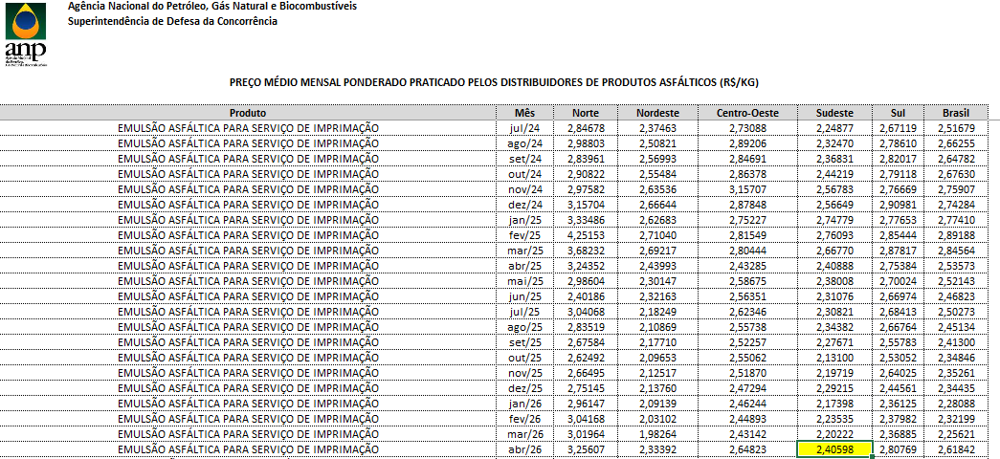 Agência Nacional do Petróleo, Gás Natural e Biocombustíveis
Superintendência de Defesa da Concorrência
anp
Agência Nacional
do Petróleo,
PREÇO MÉDIO MENSAL PONDERADO PRATICADO PELOS DISTRIBUIDORES DE PRODUTOS ASFÁLTICOS (R$/KG)
Produto Mês Norte Nordeste Centro-Oeste Sudeste Sul Brasil
EMULSÃO ASFÁLTICA PARA SERVIÇO DE IMPRIMAÇÃO jul/24 2,84678 2,37463 2,73088 2,24877 2,67119 2,51679
EMULSÃO ASFÁLTICA PARA SERVIÇO DE IMPRIMAÇÃO ago/24 2,98803 2,50821 2,89206 2,32470 2,78610 2,66255
EMULSÃO ASFÁLTICA PARA SERVIÇO DE IMPRIMAÇÃO set/24 2,83961 2,56993 2,84691 2,36831 2,82017 2,64782
EMULSÃO ASFÁLTICA PARA SERVIÇO DE IMPRIMAÇÃO out/24 2,90822 2,55484 2,86378 2,44219 2,79118 2,67630
EMULSÃO ASFÁLTICA PARA SERVIÇO DE IMPRIMAÇÃO nov/24 2,97582 2,63536 3,15707 2,56783 2,76669 2,75907
EMULSÃO ASFÁLTICA PARA SERVIÇO DE IMPRIMAÇÃO dez/24 3,15704 2,66644 2,87848 2,56649 2,90981 2,74284
EMULSÃO ASFÁLTICA PARA SERVIÇO DE IMPRIMAÇÃO jan/25 3,33486 2,62683 2,75227 2,74779 2,77653 2,77410
EMULSÃO ASFÁLTICA PARA SERVIÇO DE IMPRIMAÇÃO fev/25 4,25153 2,71040 2,81549 2,76093 2,85444 2,89188
EMULSÃO ASFÁLTICA PARA SERVIÇO DE IMPRIMAÇÃO mar/25 3,68232 2,69217 2,80444 2,66770 2,87817 2,84564
EMULSÃO ASFÁLTICA PARA SERVIÇO DE IMPRIMAÇÃO abr/25 3,24352 2,43993 2,43285 2,40888 2,75384 2,53573
EMULSÃO ASFÁLTICA PARA SERVIÇO DE IMPRIMAÇÃO mai/25 2,98604 2,30147 2,58675 2,38008 2,70024 2,52143
EMULSÃO ASFÁLTICA PARA SERVIÇO DE IMPRIMAÇÃO jun/25 2,40186 2,32163 2,56351 2,31076 2,66974 2,46823
EMULSÃO ASFÁLTICA PARA SERVIÇO DE IMPRIMAÇÃO jul/25 3,04068 2,18249 2,62346 2,30821 2,68413 2,50273
EMULSÃO ASFÁLTICA PARA SERVIÇO DE IMPRIMAÇÃO ago/25 2,83519 2,10869 2,55738 2,34382 2,66764 2,45134
EMULSÃO ASFÁLTICA PARA SERVIÇO DE IMPRIMAÇÃO set/25 2,67584 2,17710 2,52257 2,27671 2,55783 2,41300
EMULSÃO ASFÁLTICA PARA SERVIÇO DE IMPRIMAÇÃO out/25 2,62492 2,09653 2,55062 2,13100 2,53052 2,34846
EMULSÃO ASFÁLTICA PARA SERVIÇO DE IMPRIMAÇÃO nov/25 2,66495 2,12517 2,51870 2,19719 2,64025 2,35261
EMULSÃO ASFÁLTICA PARA SERVIÇO DE IMPRIMAÇÃO dez/25 2,75145 2,13760 2,47294 2,29215 2,44561 2,34435
EMULSÃO ASFÁLTICA PARA SERVIÇO DE IMPRIMAÇÃO jan/26 2,96147 2,09139 2,46244 2,17398 2,36125 2,28088
EMULSÃO ASFÁLTICA PARA SERVIÇO DE IMPRIMAÇÃO fev/26 3,04168 2,03102 2,44893 2,23535 2,37982 2,32199
EMULSÃO ASFÁLTICA PARA SERVIÇO DE IMPRIMAÇÃO mar/26 3,01964 1,98264 2,43142 2,20222 2,36885 2,25621
EMULSÃO ASFÁLTICA PARA SERVIÇO DE IMPRIMAÇÃO abr/26 3,25607 2,33392 2,64823 2,40598 2,80769 2,61842